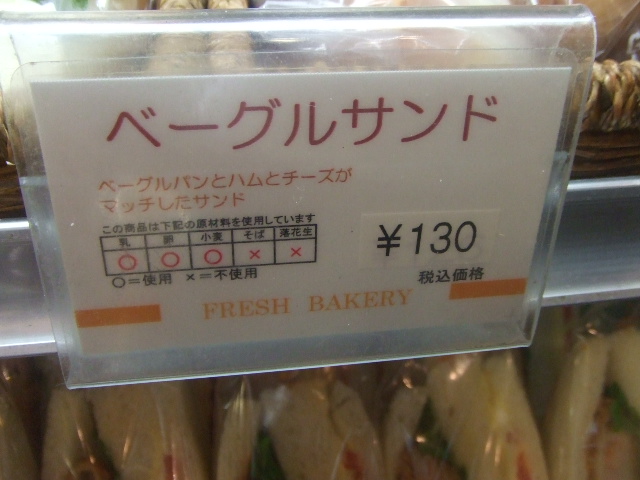 ベーグルサンド
ベーグルパンとハムとチーズが
マッチしたサンド
この商品は下記の原材料を使用しています
乳 卵 小麦 そば 落花生
○ ○ ○ × ×
○=使用 ×=不使用
¥130
税込価格
FRESH BAKERY